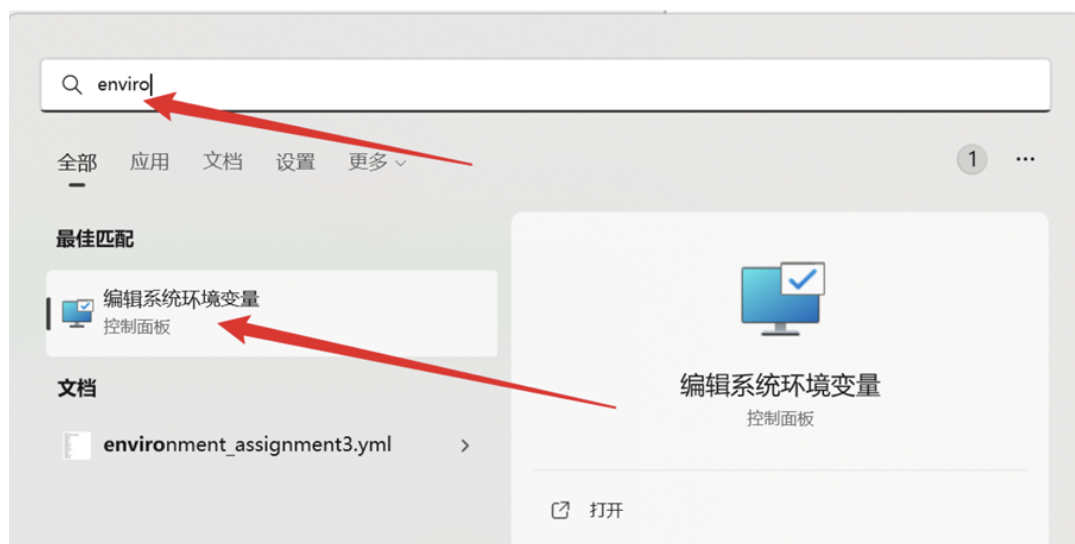 enviro
全部 应用 文档 设置 更多
1 ...
最佳匹配
编辑系统环境变量
控制面板
文档
environment_assignment3.yml
编辑系统环境变量
控制面板
打开